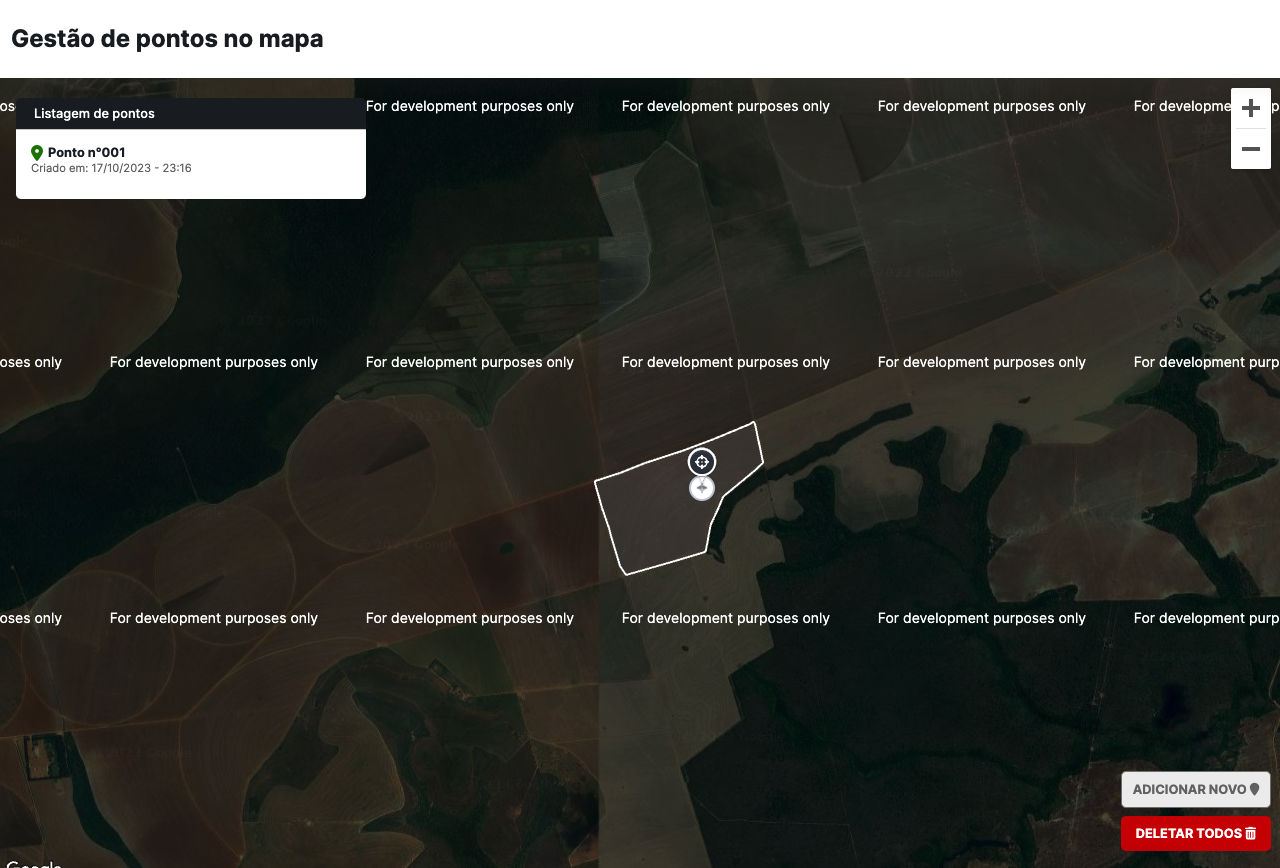 Gestão de pontos no mapa
Listagem de pontos
Ponto n°001
Criado em: 17/10/2023 - 23:16
For development purposes only
For development purposes only
For development purposes only
oses only
For development purposes only
For development purposes only
For development purposes only
For development purposes only
For development purp
oses only
For development purposes only
For development purposes only
For development purposes only
For development purposes only
For development purp
ADICIONAR NOVO
DELETAR TODOS
Google